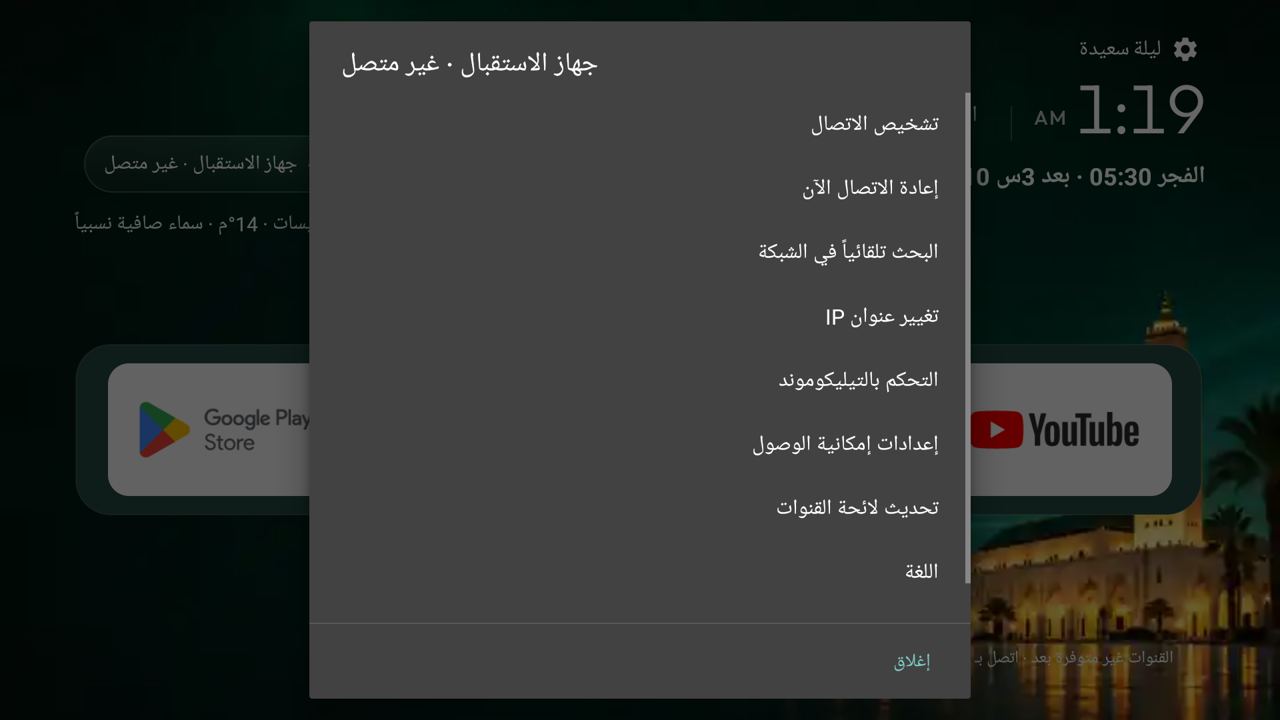 جهاز الاستقبال · غير متصل
تشخيص الاتصال
إعادة الاتصال الآن
البحث تلقائياً في الشبكة
تغيير عنوان IP
التحكم بالتيليكوموند
إعدادات إمكانية الوصول
تحديث لائحة القنوات
اللغة
إغلاق
ليلة سعيدة
1:19 AM
الفجر 05:30 · بعد 3س
جهاز الاستقبال · غير متصل
14°م · سماء صافية نسبياً
YouTube
Google Play
Store
القنوات غير متوفرة بعد · اتصل بـ